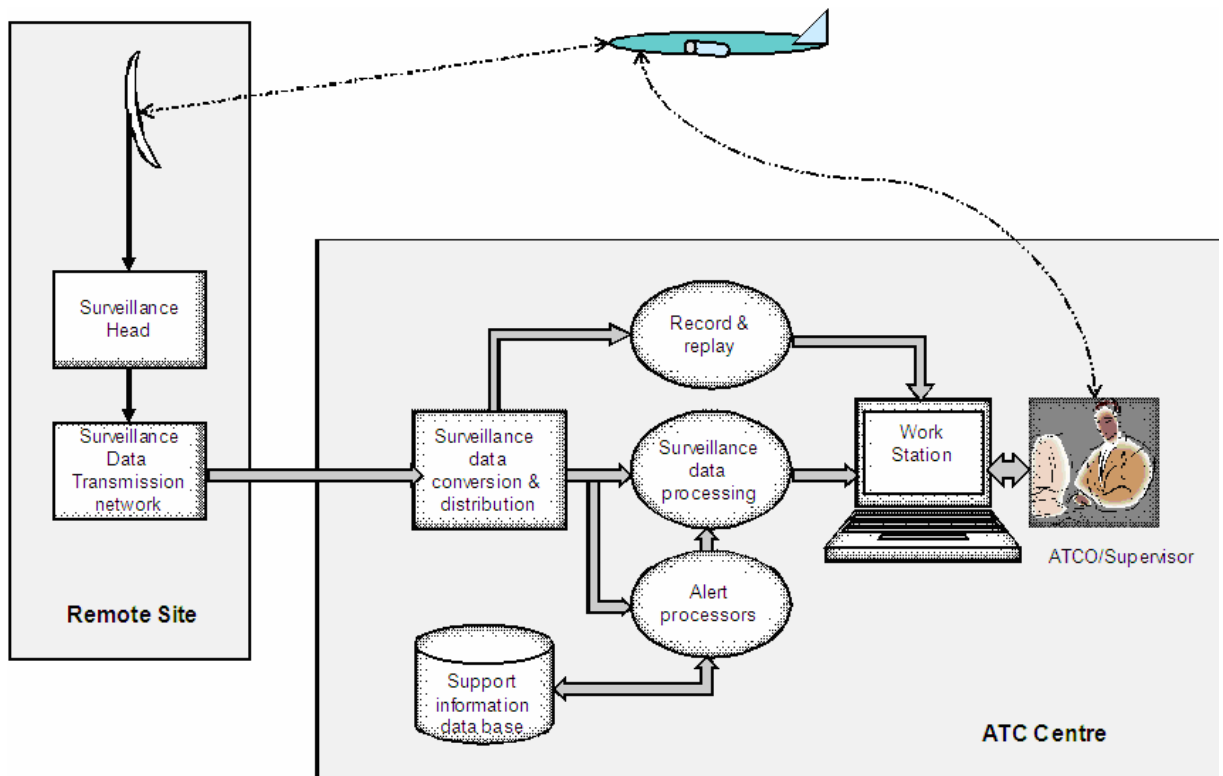 Surveillance
Head
Surveillance
Data
Transmission
network
Remote Site
Record &
replay
Surveillance
data
conversion &
distribution
Surveillance
data
processing
Work
Station
ATCO/Supervisor
Alert
processors
Support
information
data base
ATC Centre